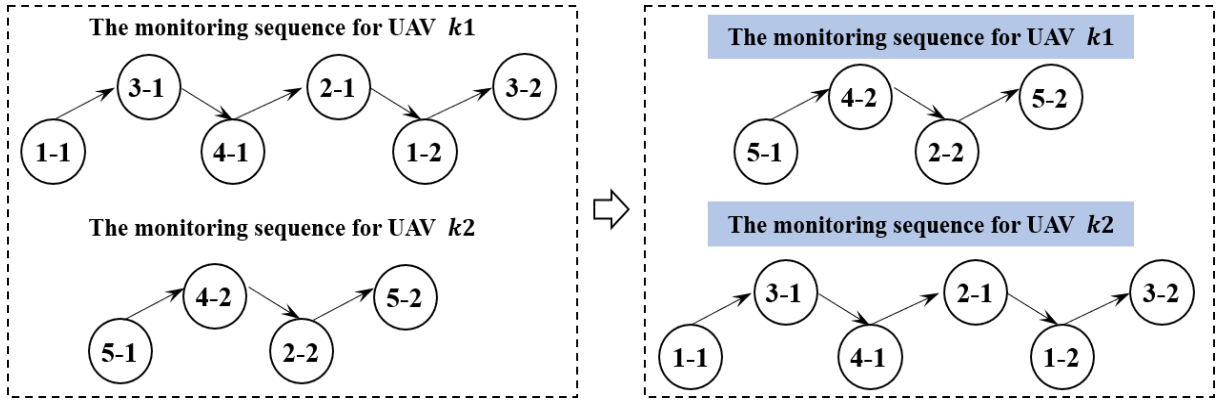 The monitoring sequence for UAV k1
3-1 2-1 3-2
1-1 4-1 1-2
The monitoring sequence for UAV k2
4-2 5-2
5-1 2-2
The monitoring sequence for UAV k1
4-2 5-2
5-1 2-2
The monitoring sequence for UAV k2
3-1 2-1 3-2
1-1 4-1 1-2